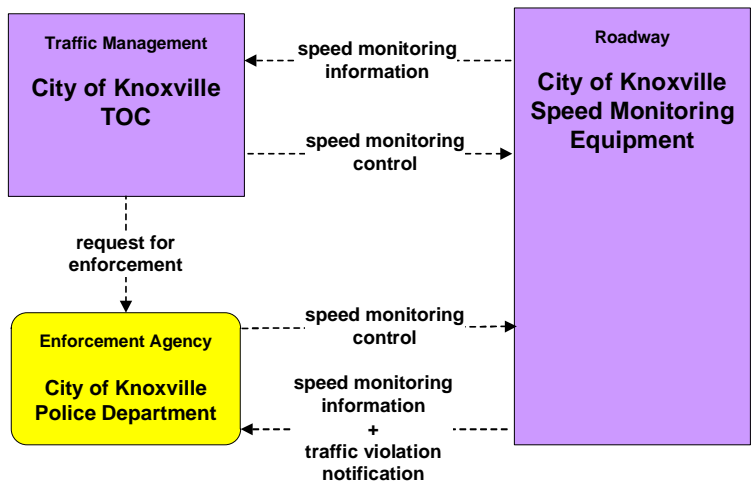 Traffic Management
City of Knoxville
TOC
speed monitoring
information
speed monitoring
control
Roadway
City of Knoxville
Speed Monitoring
Equipment
request for
enforcement
Enforcement Agency
City of Knoxville
Police Department
speed monitoring
control
speed monitoring
information
+
traffic violation
notification